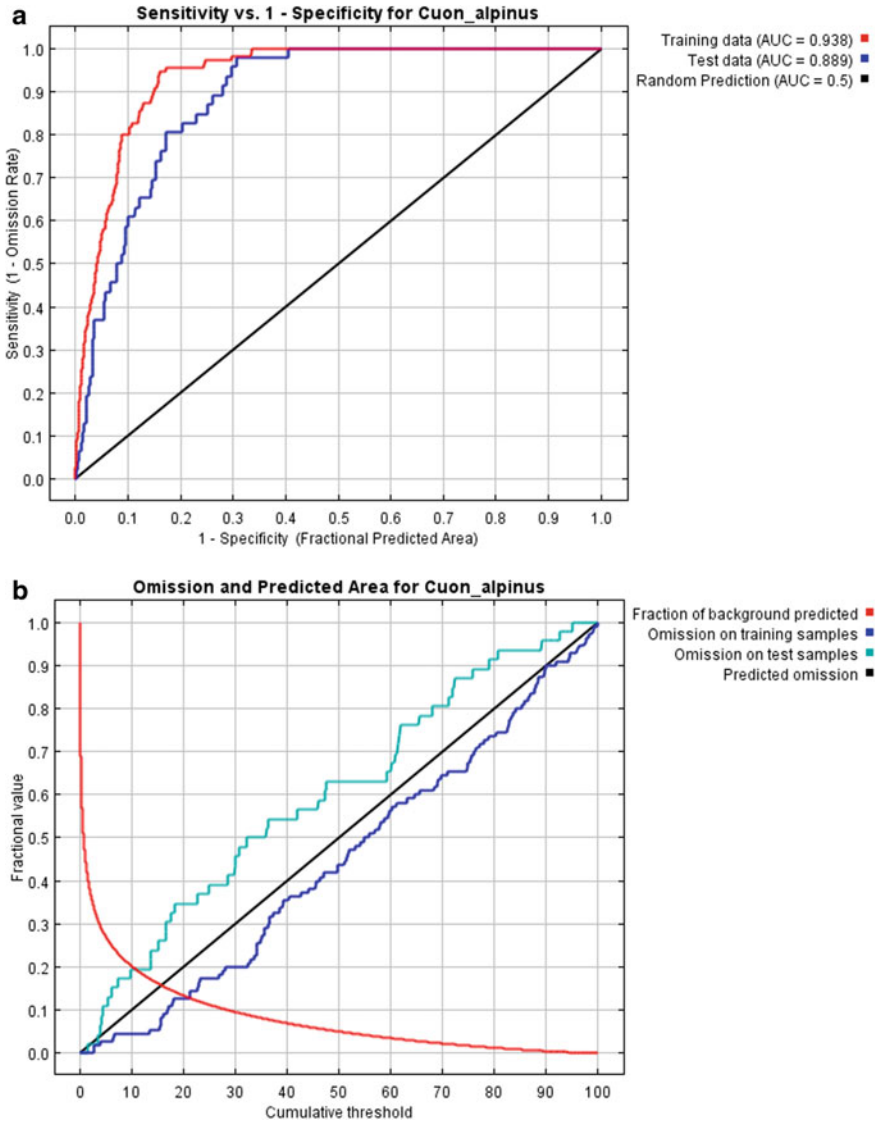 a
Sensitivity vs. 1 - Specificity for Cuon_alpinus
Training data (AUC = 0.938)
Test data (AUC = 0.889)
Random Prediction (AUC = 0.5)
Sensitivity (1 - Omission Rate)
1.0
0.9
0.8
0.7
0.6
0.5
0.4
0.3
0.2
0.1
0.0
0.0 0.1 0.2 0.3 0.4 0.5 0.6 0.7 0.8 0.9 1.0
1 - Specificity (Fractional Predicted Area)
b
Omission and Predicted Area for Cuon_alpinus
Fraction of background predicted
Omission on training samples
Omission on test samples
Predicted omission
Fractional value
1.0
0.9
0.8
0.7
0.6
0.5
0.4
0.3
0.2
0.1
0.0
0 10 20 30 40 50 60 70 80 90 100
Cumulative threshold